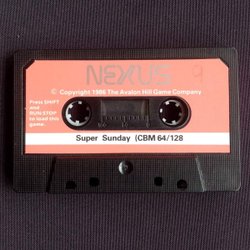 NEXUS
© Copyright 1986 The Avalon Hill Game Company
Press SHIFT
and
RUN STOP
to load this
game.
Super Sunday (CBM 64/128